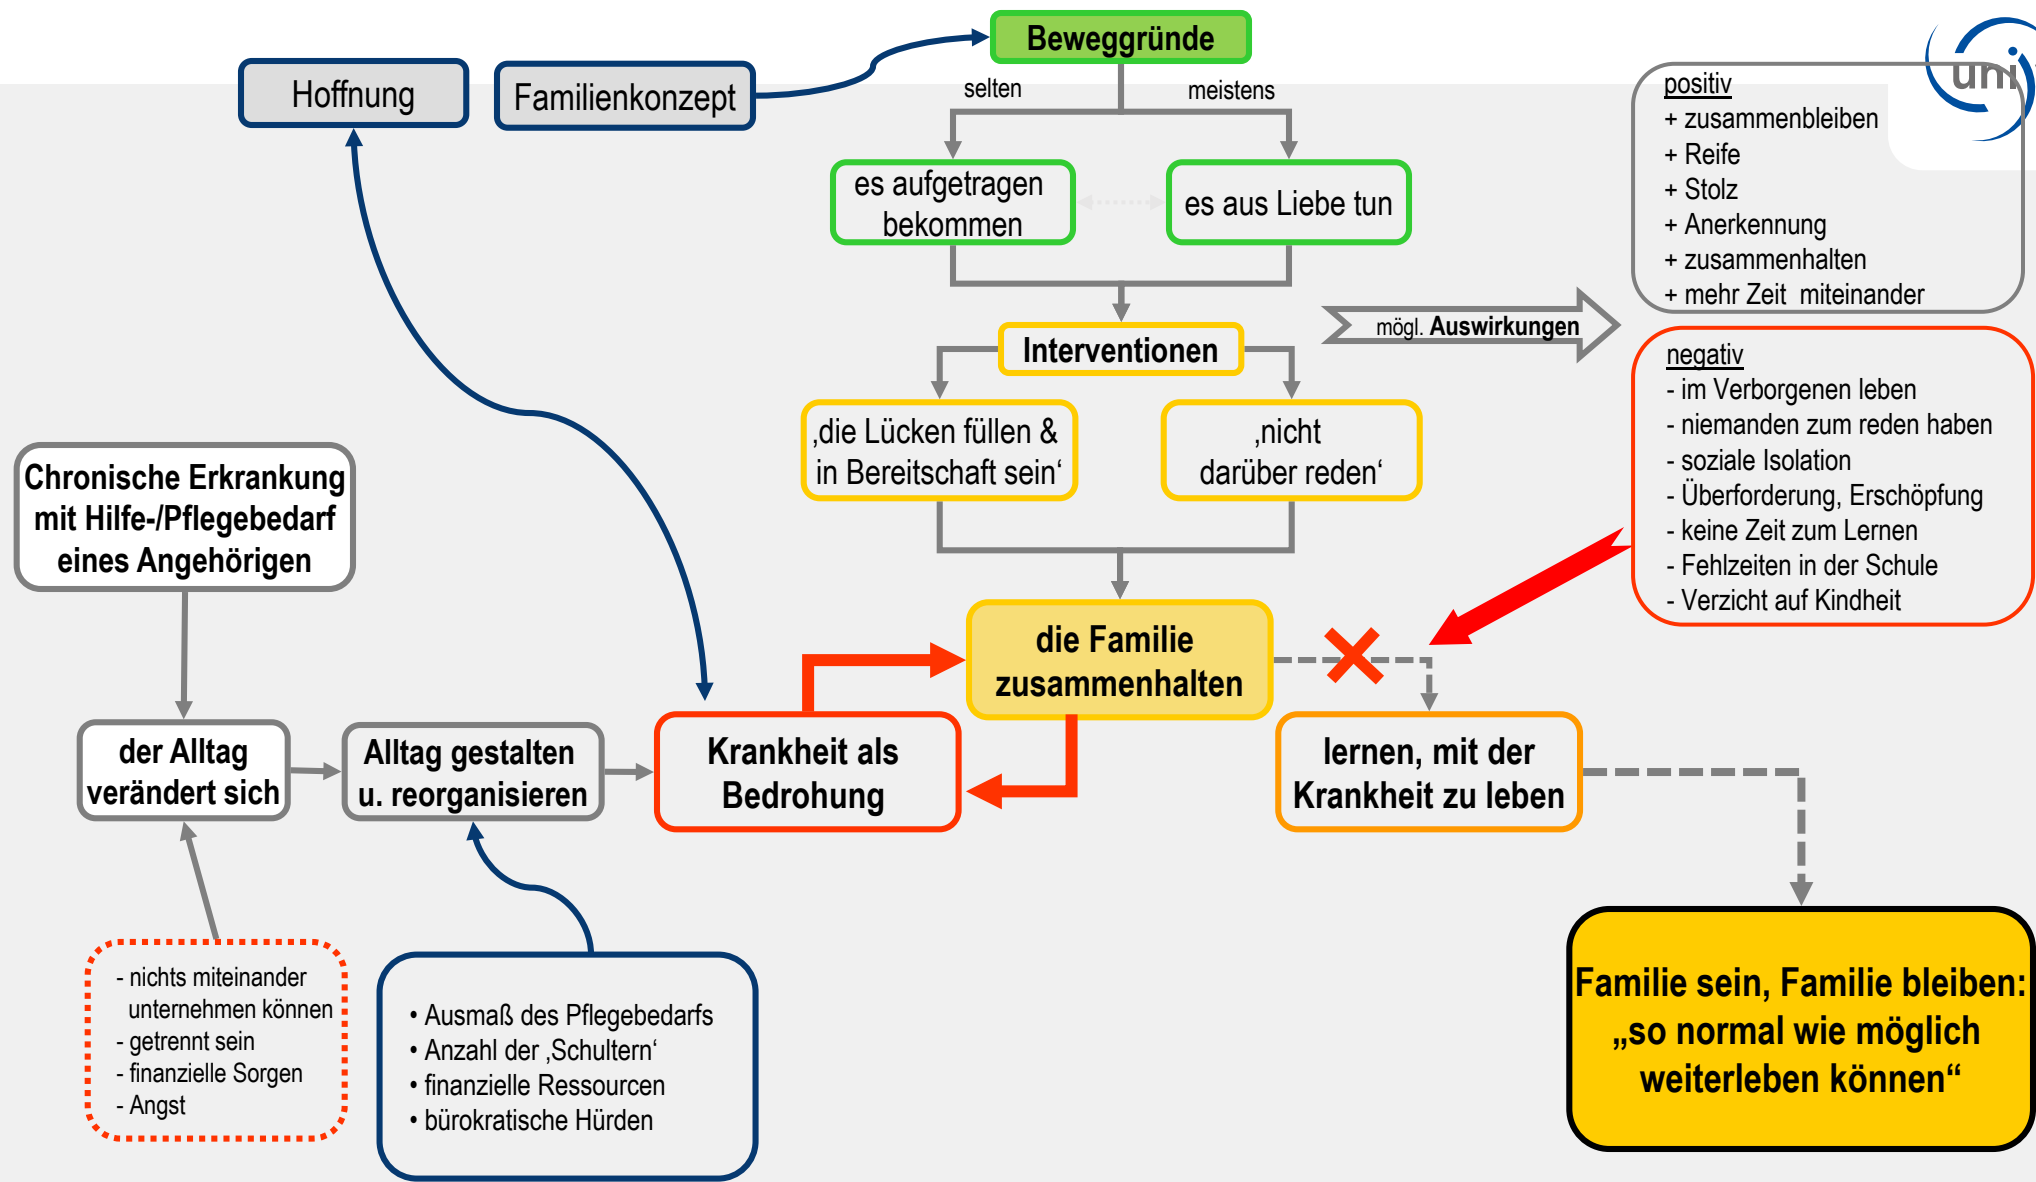 Beweggründe
uni
Hoffnung
Familienkonzept
selten
meistens
es aufgetragen
bekommen
es aus Liebe tun
positiv
+ zusammenbleiben
+ Reife
+ Stolz
+ Anerkennung
+ zusammenhalten
+ mehr Zeit miteinander
mögl. Auswirkungen
Interventionen
‚die Lücken füllen &
in Bereitschaft sein‘
‚nicht
darüber reden‘
negativ
- im Verborgenen leben
- niemanden zum reden haben
- soziale Isolation
- Überforderung, Erschöpfung
- keine Zeit zum Lernen
- Fehlzeiten in der Schule
- Verzicht auf Kindheit
Chronische Erkrankung
mit Hilfe-/Pflegebedarf
eines Angehörigen
die Familie
zusammenhalten
der Alltag
verändert sich
Alltag gestalten
u. reorganisieren
Krankheit als
Bedrohung
lernen, mit der
Krankheit zu leben
- nichts miteinander
unternehmen können
- getrennt sein
- finanzielle Sorgen
- Angst
• Ausmaß des Pflegebedarfs
• Anzahl der ‚Schultern‘
• finanzielle Ressourcen
• bürokratische Hürden
Familie sein, Familie bleiben:
„so normal wie möglich
weiterleben können“